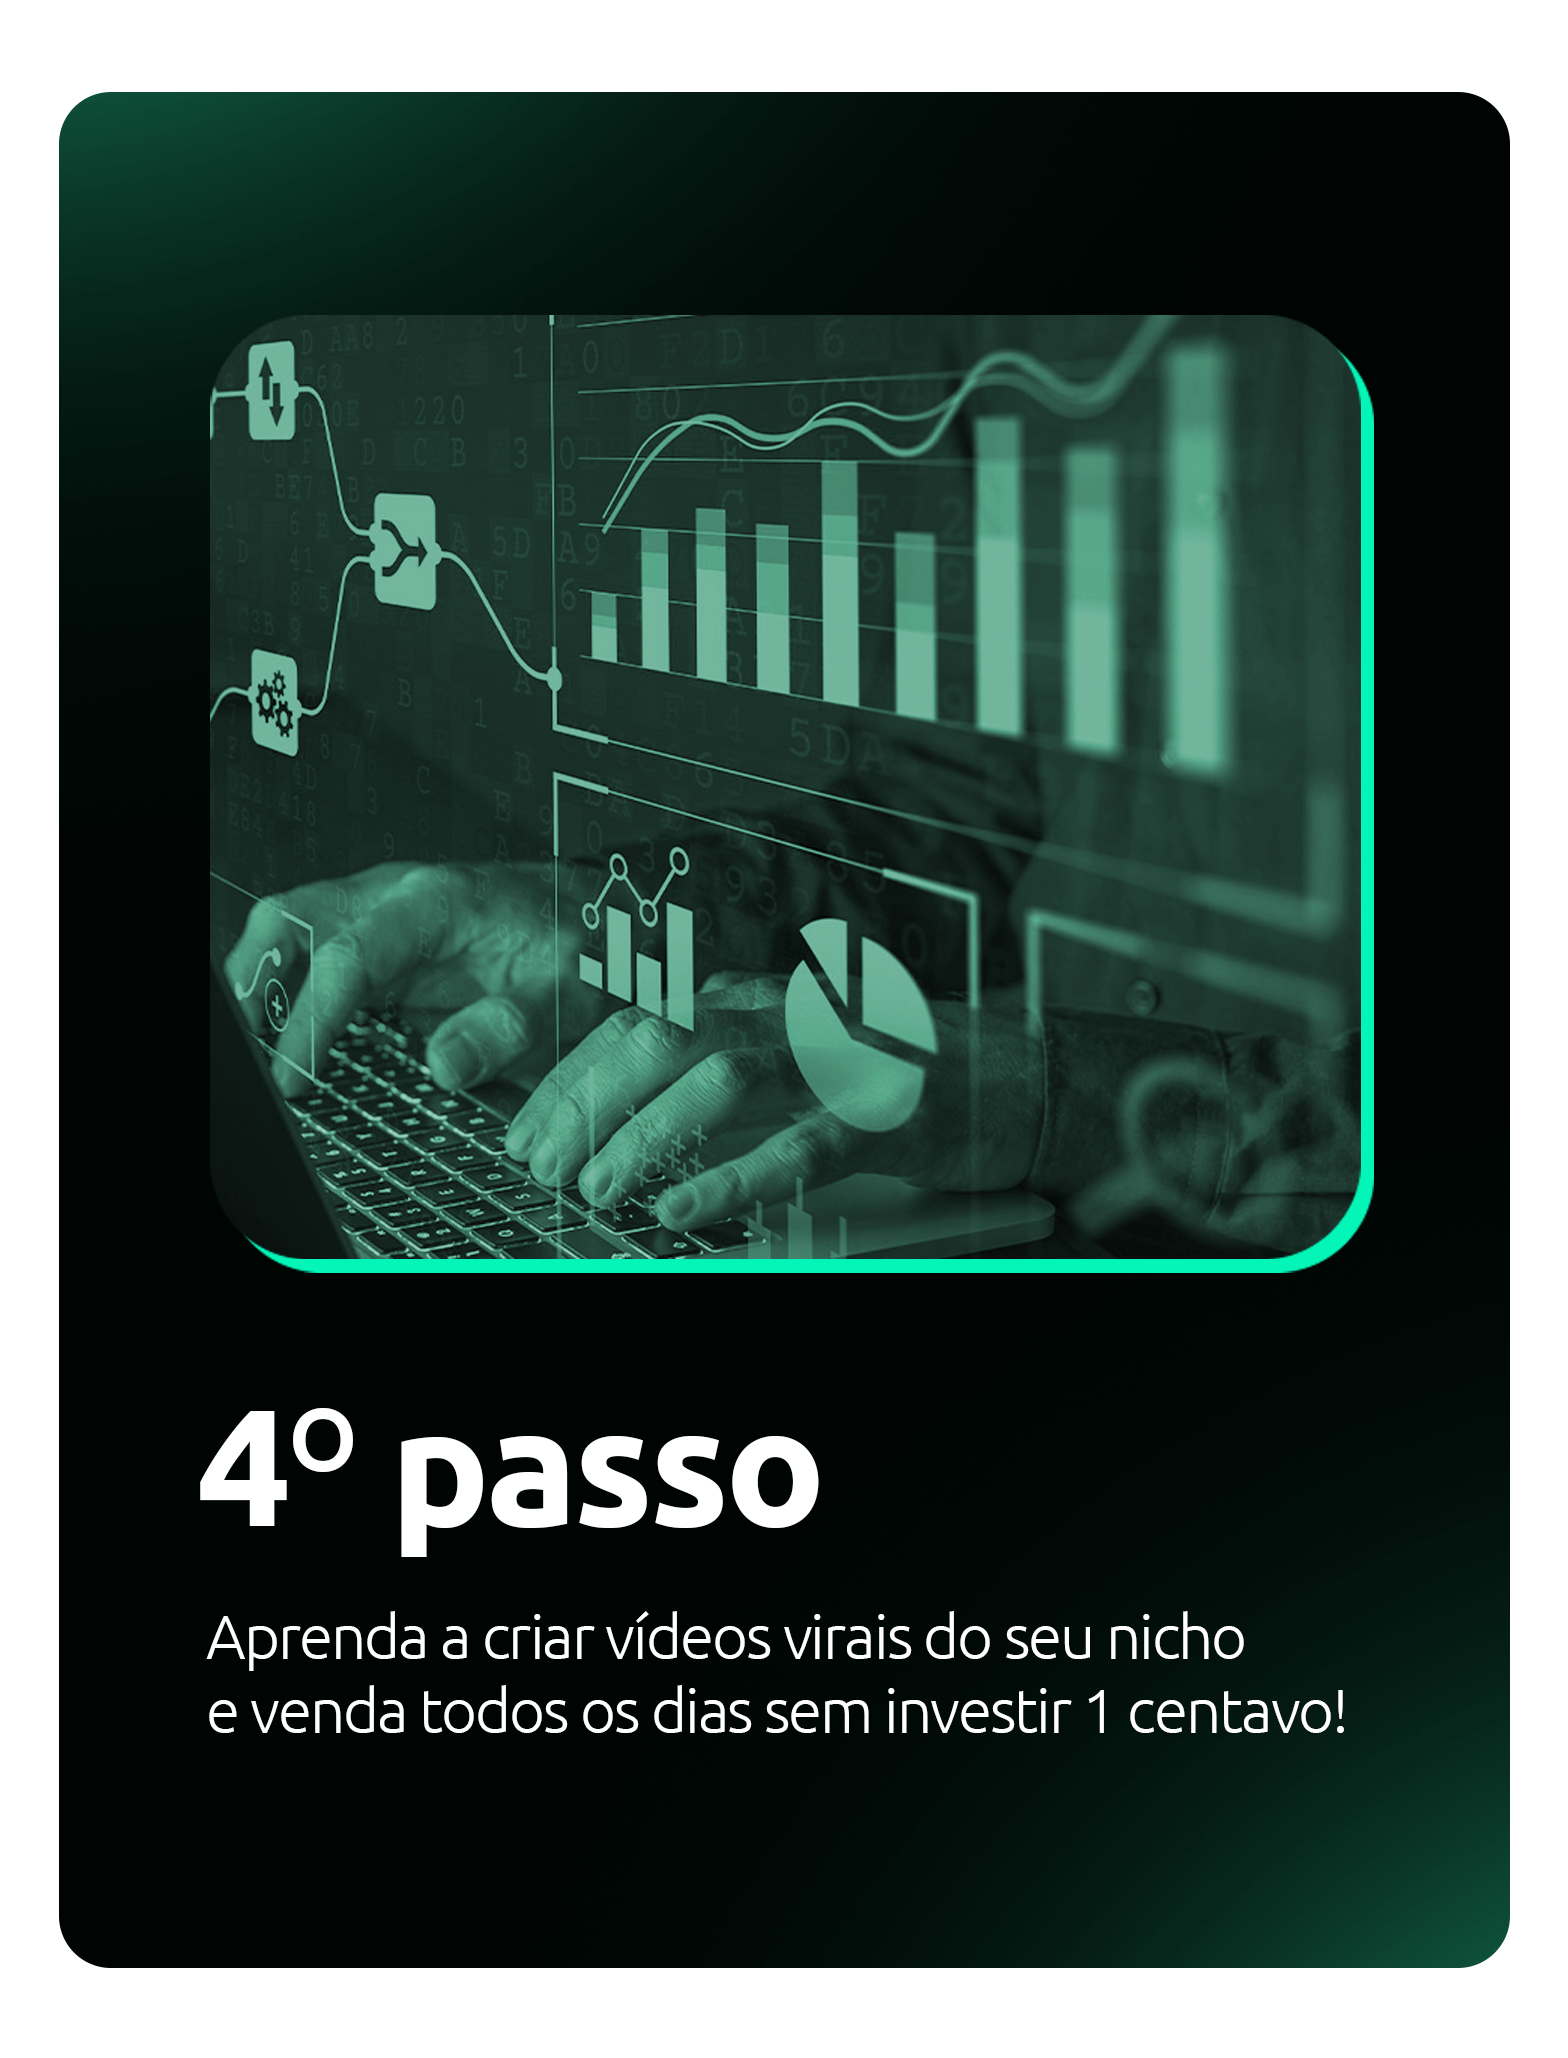 4º passo
Aprenda a criar vídeos virais do seu nicho
e venda todos os dias sem investir 1 centavo!